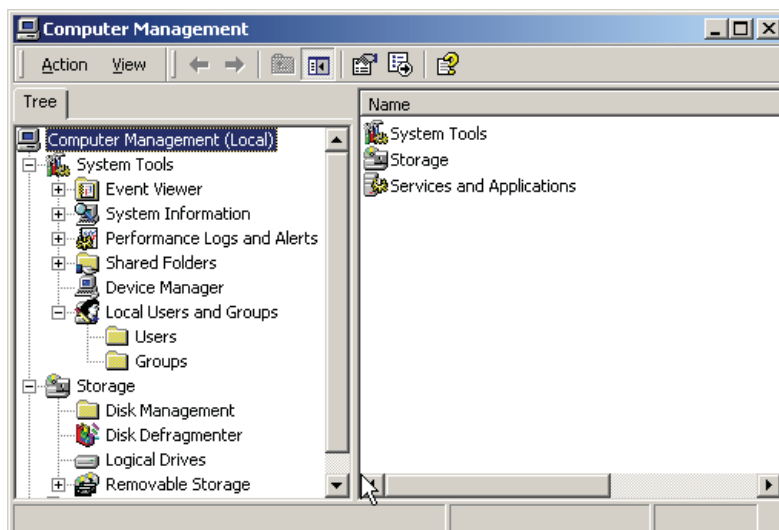 Computer Management
Action View
Tree
Name
Computer Management (Local)
System Tools
Event Viewer
System Information
Performance Logs and Alerts
Shared Folders
Device Manager
Local Users and Groups
Users
Groups
Storage
Disk Management
Disk Defragmenter
Logical Drives
Removable Storage
System Tools
Storage
Services and Applications